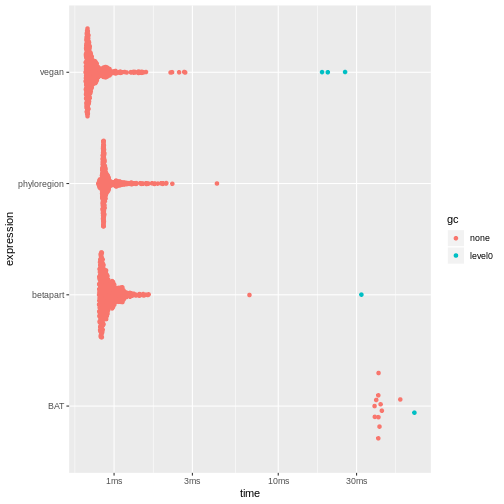 expression
vegan
phyloregion
betapart
BAT
1ms
3ms
10ms
30ms
time
gc
none
level0